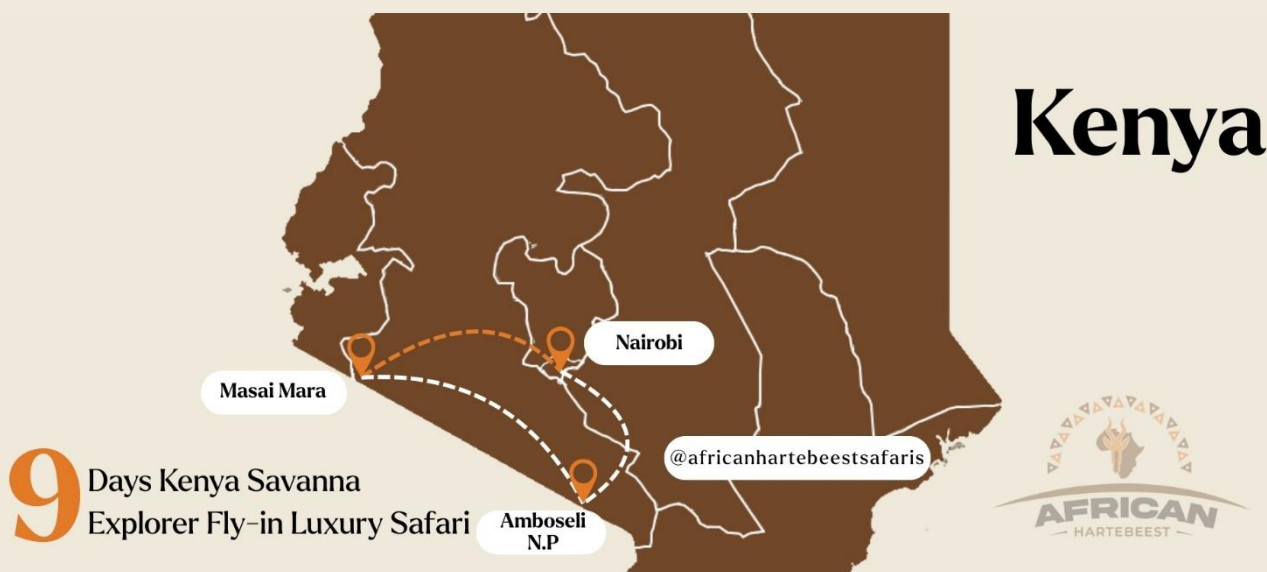 Kenya
Nairobi
Masai Mara
@africanhartebeestsafaris
9
Days Kenya Savanna
Explorer Fly-in Luxury Safari
Amboseli
N.P
AFRICAN
HARTEBEEST